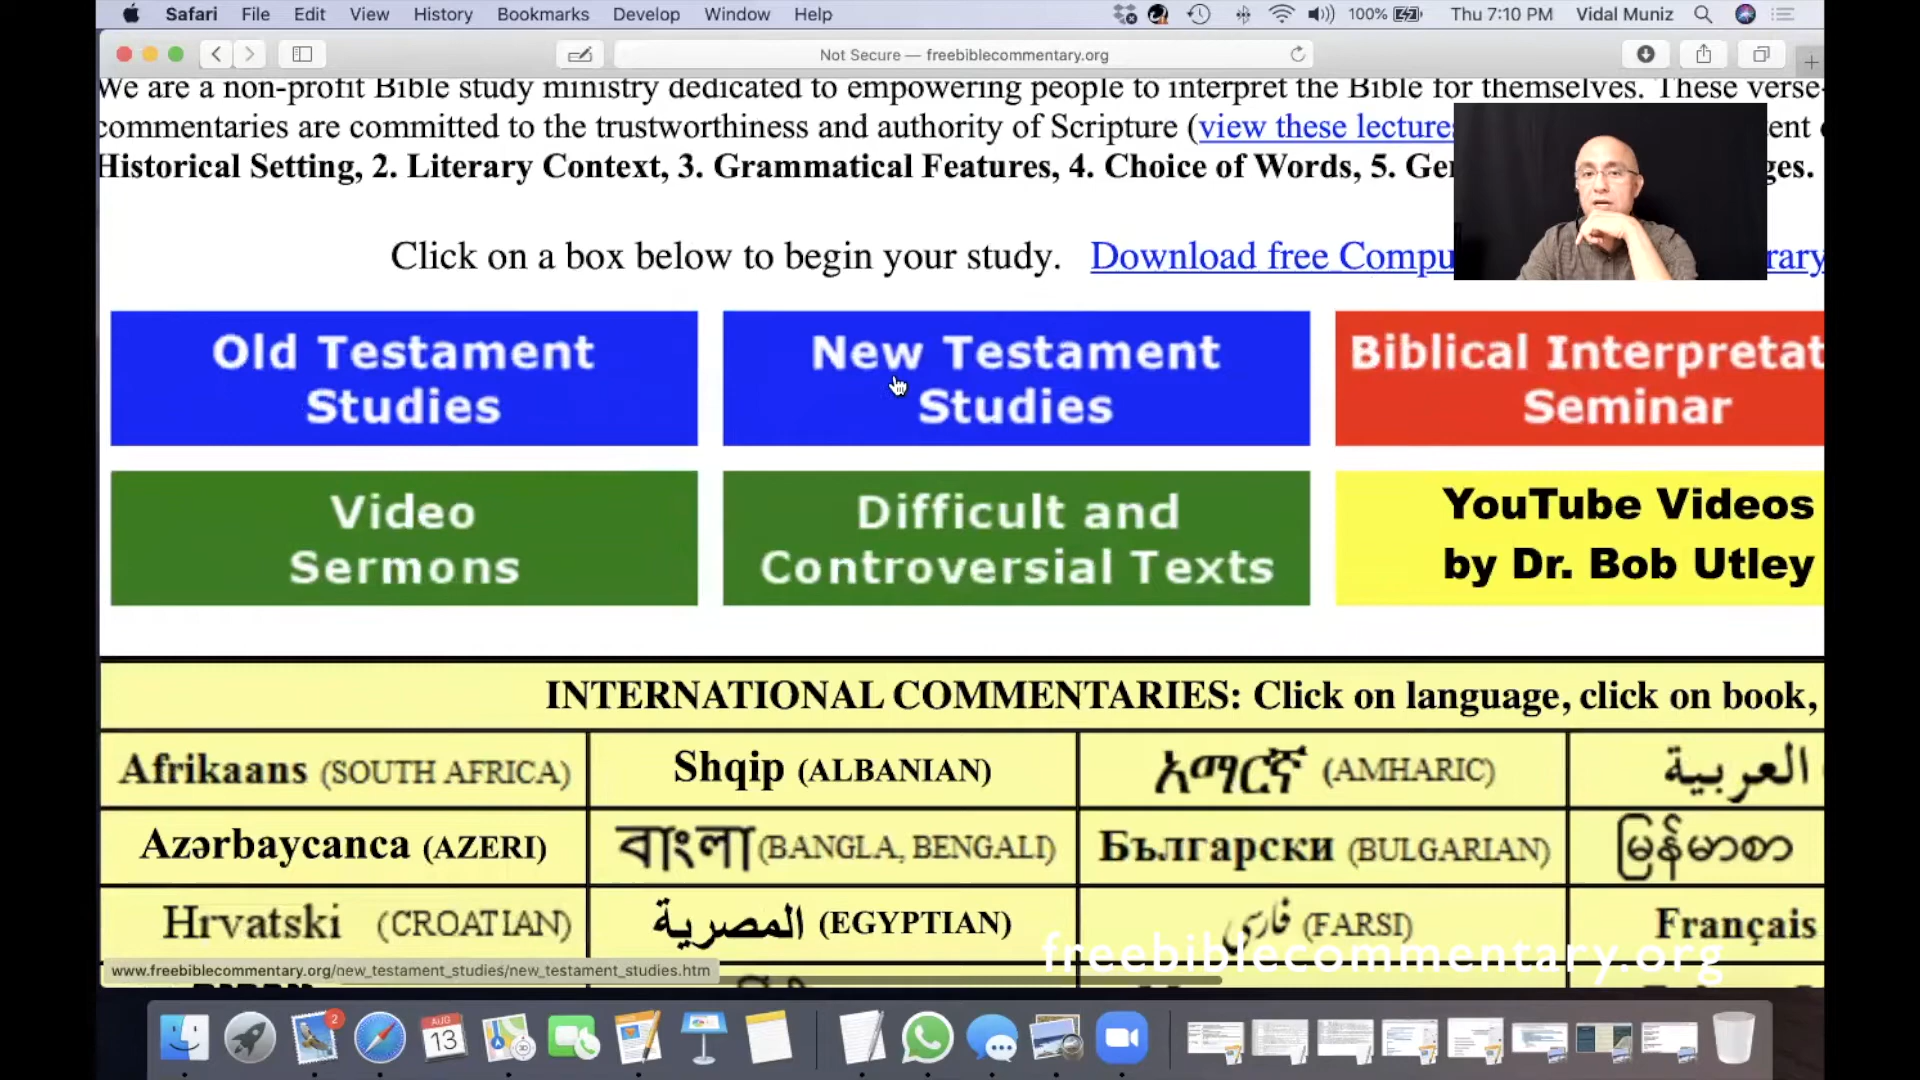 Safari File Edit View History Bookmarks Develop Window Help 100% Thu 7:10 PM Vidal Muniz
Not Secure — freebiblecommentary.org
We are a non-profit Bible study ministry dedicated to empowering people to interpret the Bible for themselves. These verse-
commentaries are committed to the trustworthiness and authority of Scripture (view these lectures
Historical Setting, 2. Literary Context, 3. Grammatical Features, 4. Choice of Words, 5.
Click on a box below to begin your study. Download free
Old Testament
Studies
New Testament
Studies
Biblical
Seminar
Video
Sermons
Difficult and
Controversial Texts
YouTube Videos
by Dr. Bob Utley
INTERNATIONAL COMMENTARIES: Click on language, click on book,
Afrikaans (SOUTH AFRICA) Shqip (ALBANIAN) አማርኛ (AMHARIC) العربية
Azərbaycanca (AZERI) বাংলা (BANGLA, BENGALI) Български (BULGARIAN) မြန်မာစာ
Hrvatski (CROATIAN) المصرية (EGYPTIAN) فارسی (FARSI) Français
freebiblecommentary.org
www.freebiblecommentary.org/new_testament_studies/new_testament_studies.htm
2
AUG
13
3D